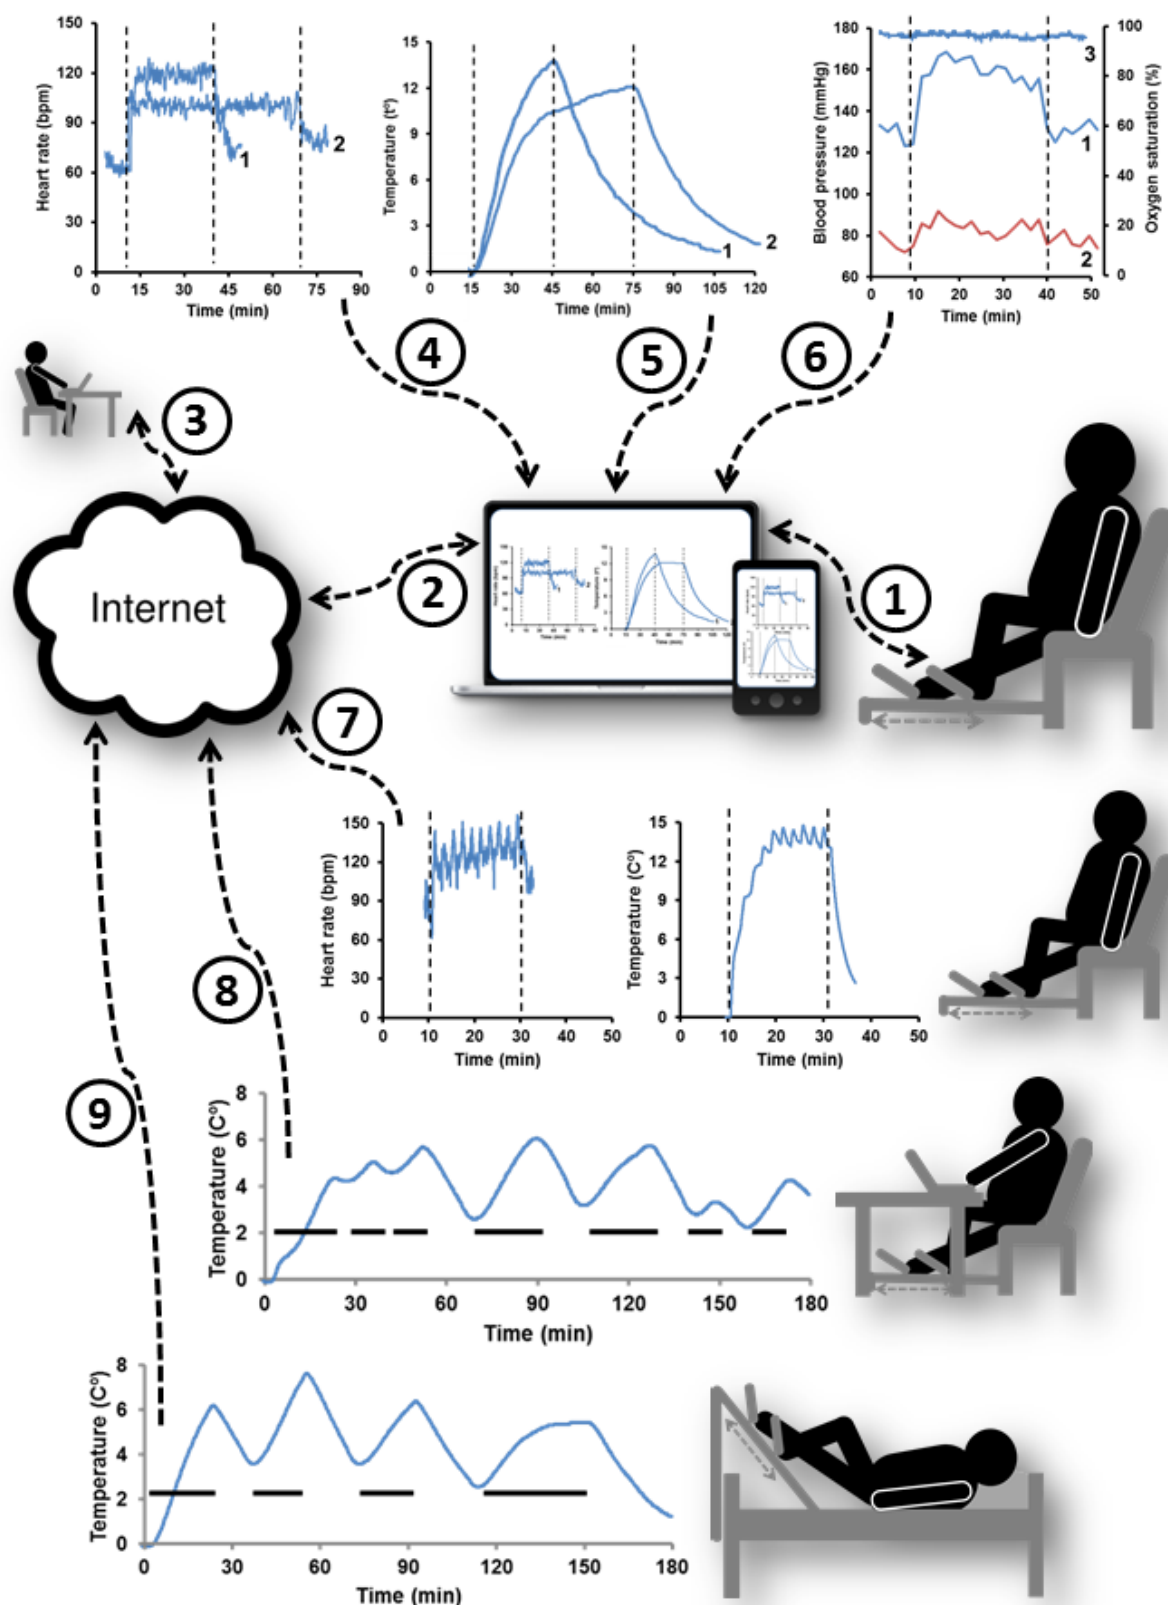 150
120
90
60
30
0
Heart rate (bpm)
0 15 30 45 60 75 90
Time (min)
1
2
15
12
9
6
3
0
Temperature (t°)
0 15 30 45 60 75 90 105 120
Time (min)
1
2
180
160
140
120
100
80
60
Blood pressure (mmHg)
100
80
60
40
20
0
Oxygen saturation (%)
0 10 20 30 40 50
Time (min)
3
1
2
4
5
6
3
2
1
Internet
7
150
120
90
60
30
0
Heart rate (bpm)
0 10 20 30 40 50
Time (min)
15
12
9
6
3
0
Temperature (C°)
0 10 20 30 40 50
Time (min)
8
8
6
4
2
0
Temperature (C°)
0 30 60 90 120 150 180
Time (min)
9
8
6
4
2
0
Temperature (C°)
0 30 60 90 120 150 180
Time (min)